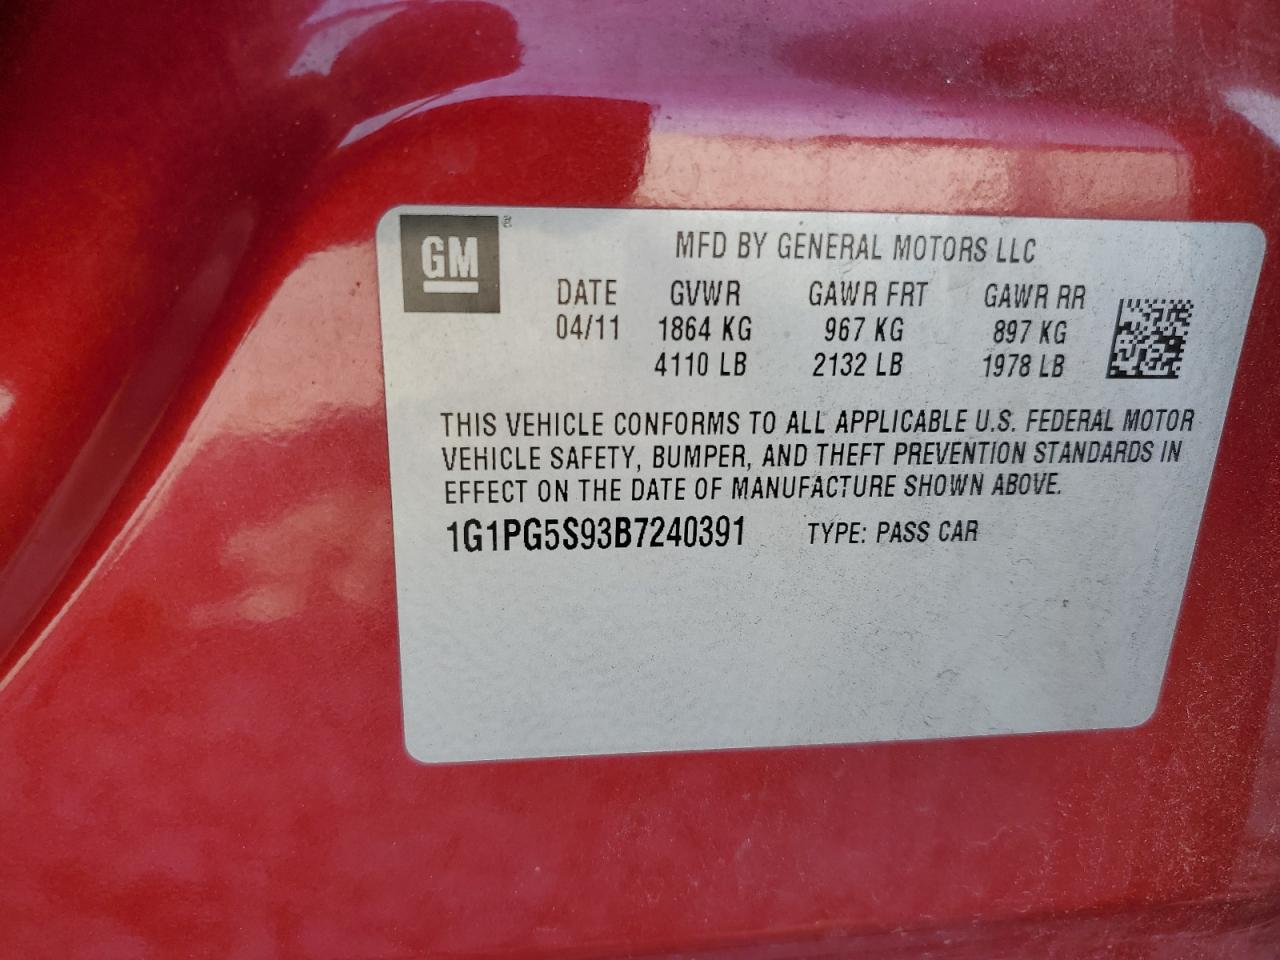 GM ®
MFD BY GENERAL MOTORS LLC
DATE GVWR GAWR FRT GAWR RR
04/11 1864 KG 967 KG 897 KG
4110 LB 2132 LB 1978 LB
THIS VEHICLE CONFORMS TO ALL APPLICABLE U.S. FEDERAL MOTOR
VEHICLE SAFETY, BUMPER, AND THEFT PREVENTION STANDARDS IN
EFFECT ON THE DATE OF MANUFACTURE SHOWN ABOVE.
1G1PG5S93B7240391 TYPE: PASS CAR